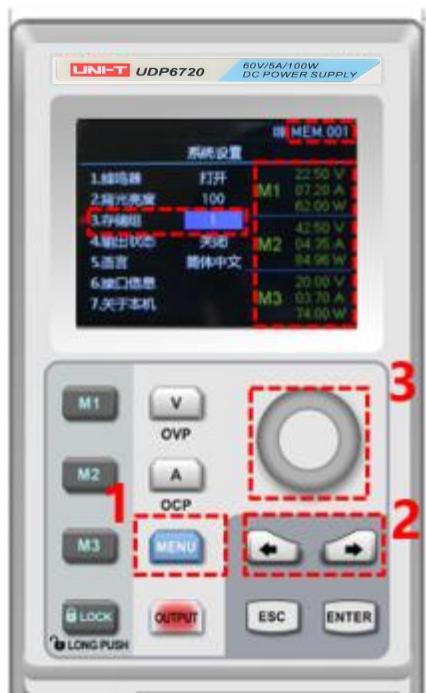 UNI-T UDP6720 60V/5A/100W
DC POWER SUPPLY
MEM 001
系统设置
1.蜂鸣器 打开
2.背光亮度 100
3.存储组 1
4.输出状态 关闭
5.语言 简体中文
6.接口信息
7.关于本机
M1 22.50 V
07.20 A
62.00 W
M2 42.50 V
04.35 A
84.96 W
M3 20.00 V
03.70 A
74.00 W
3
M1 V
OVP
M2 A
OCP
1
2
M3 MENU
LOCK OUTPUT ESC ENTER
LONG PUSH